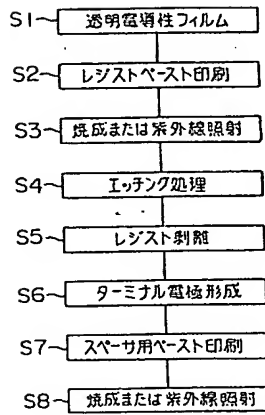 S1 透明電導性フィルム
S2 レジストペースト印刷
S3 焼成または紫外線照射
S4 エッチング処理
S5 レジスト剥離
S6 ターミナル電極形成
S7 スペーサ用ペースト印刷
S8 焼成または紫外線照射